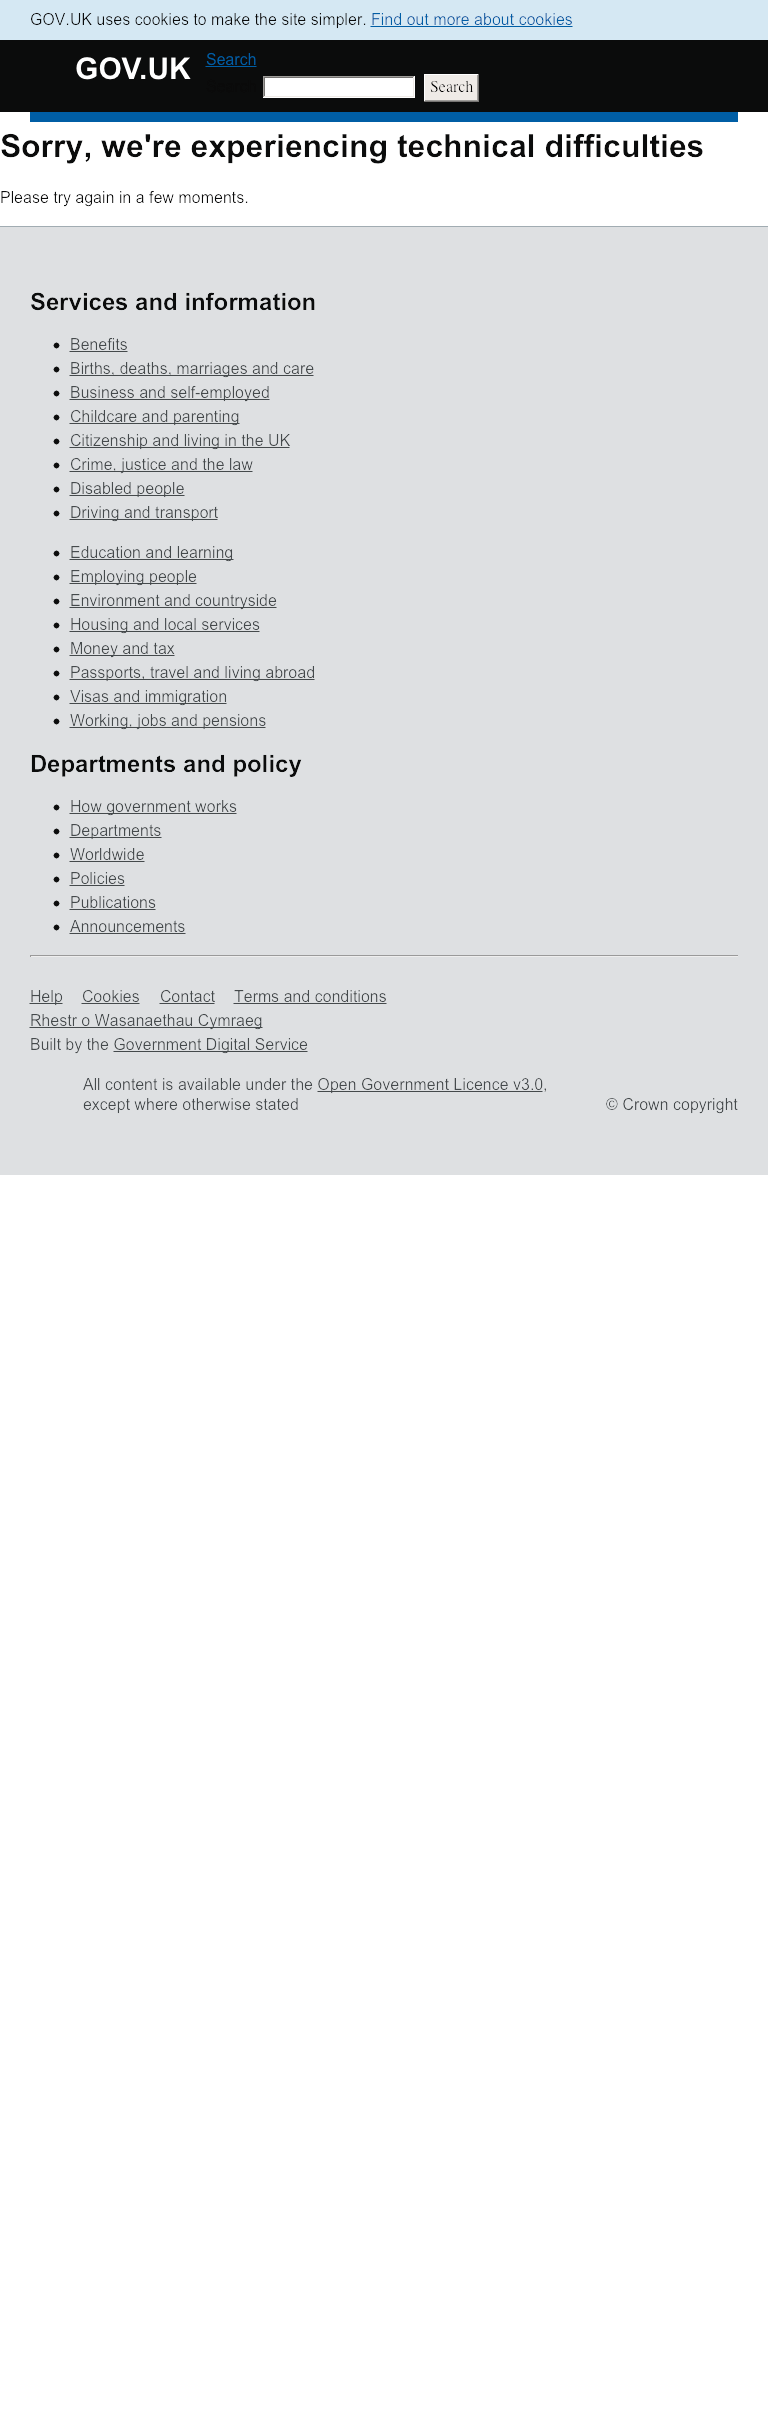 GOV.UK uses cookies to make the site simpler. Find out more about cookies
GOV.UK
Search
Search
Sorry, we're experiencing technical difficulties
Please try again in a few moments.
Services and information
Benefits
Births, deaths, marriages and care
Business and self-employed
Childcare and parenting
Citizenship and living in the UK
Crime, justice and the law
Disabled people
Driving and transport
Education and learning
Employing people
Environment and countryside
Housing and local services
Money and tax
Passports, travel and living abroad
Visas and immigration
Working, jobs and pensions
Departments and policy
How government works
Departments
Worldwide
Policies
Publications
Announcements
Help Cookies Contact Terms and conditions
Rhestr o Wasanaethau Cymraeg
Built by the Government Digital Service
All content is available under the Open Government Licence v3.0,
except where otherwise stated
© Crown copyright